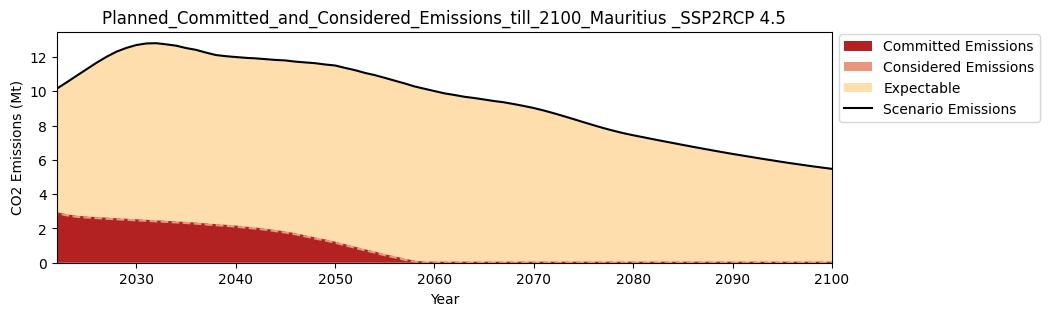 Planned_Committed_and_Considered_Emissions_till_2100_Mauritius _SSP2RCP 4.5
Committed Emissions
Considered Emissions
Expectable
Scenario Emissions
CO2 Emissions (Mt)
12
10
8
6
4
2
0
2030
2040
2050
2060
2070
2080
2090
2100
Year